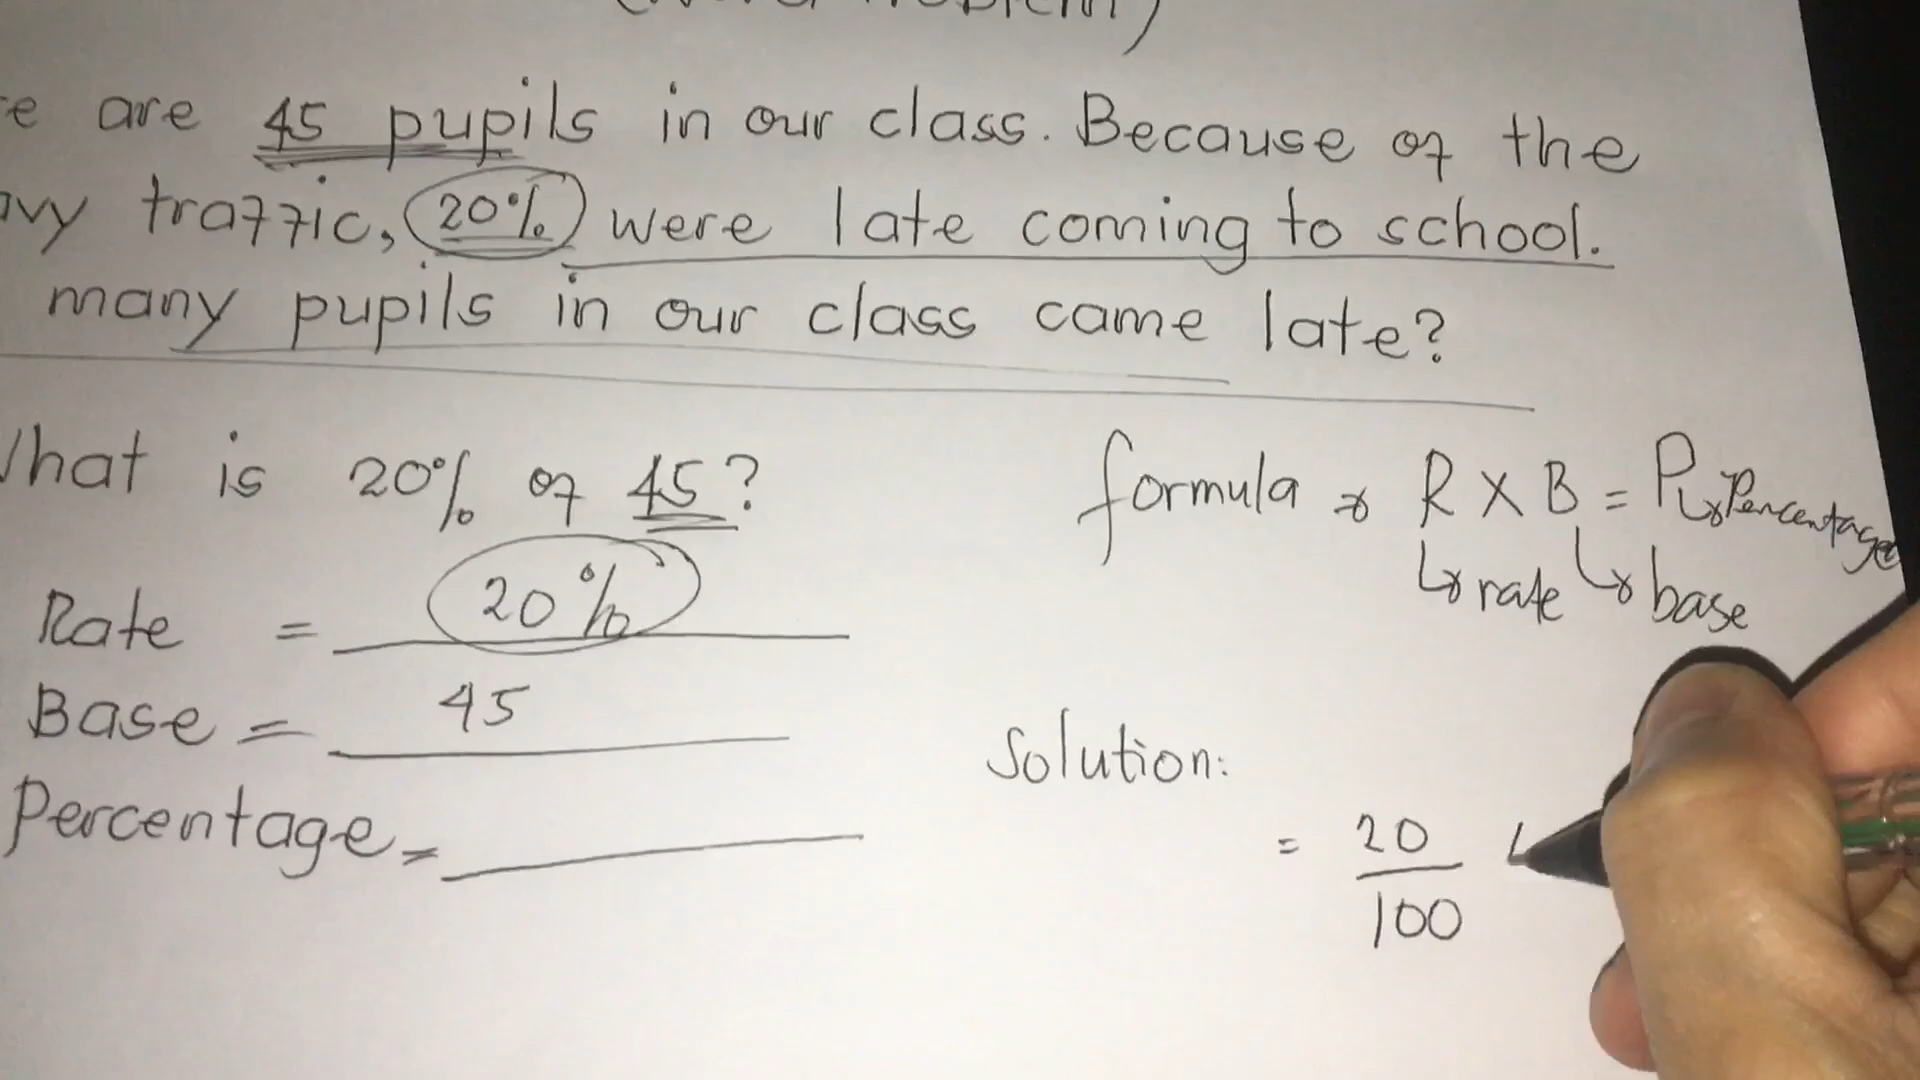 are 45 pupils in our class. Because of the
traffic, 20% were late coming to school.
many pupils in our class came late?
What is 20% of 45?
Rate = 20%
Base = 45
Percentage =
formula → R X B = P → Percentage
→ rate → base
Solution:
= 20
100